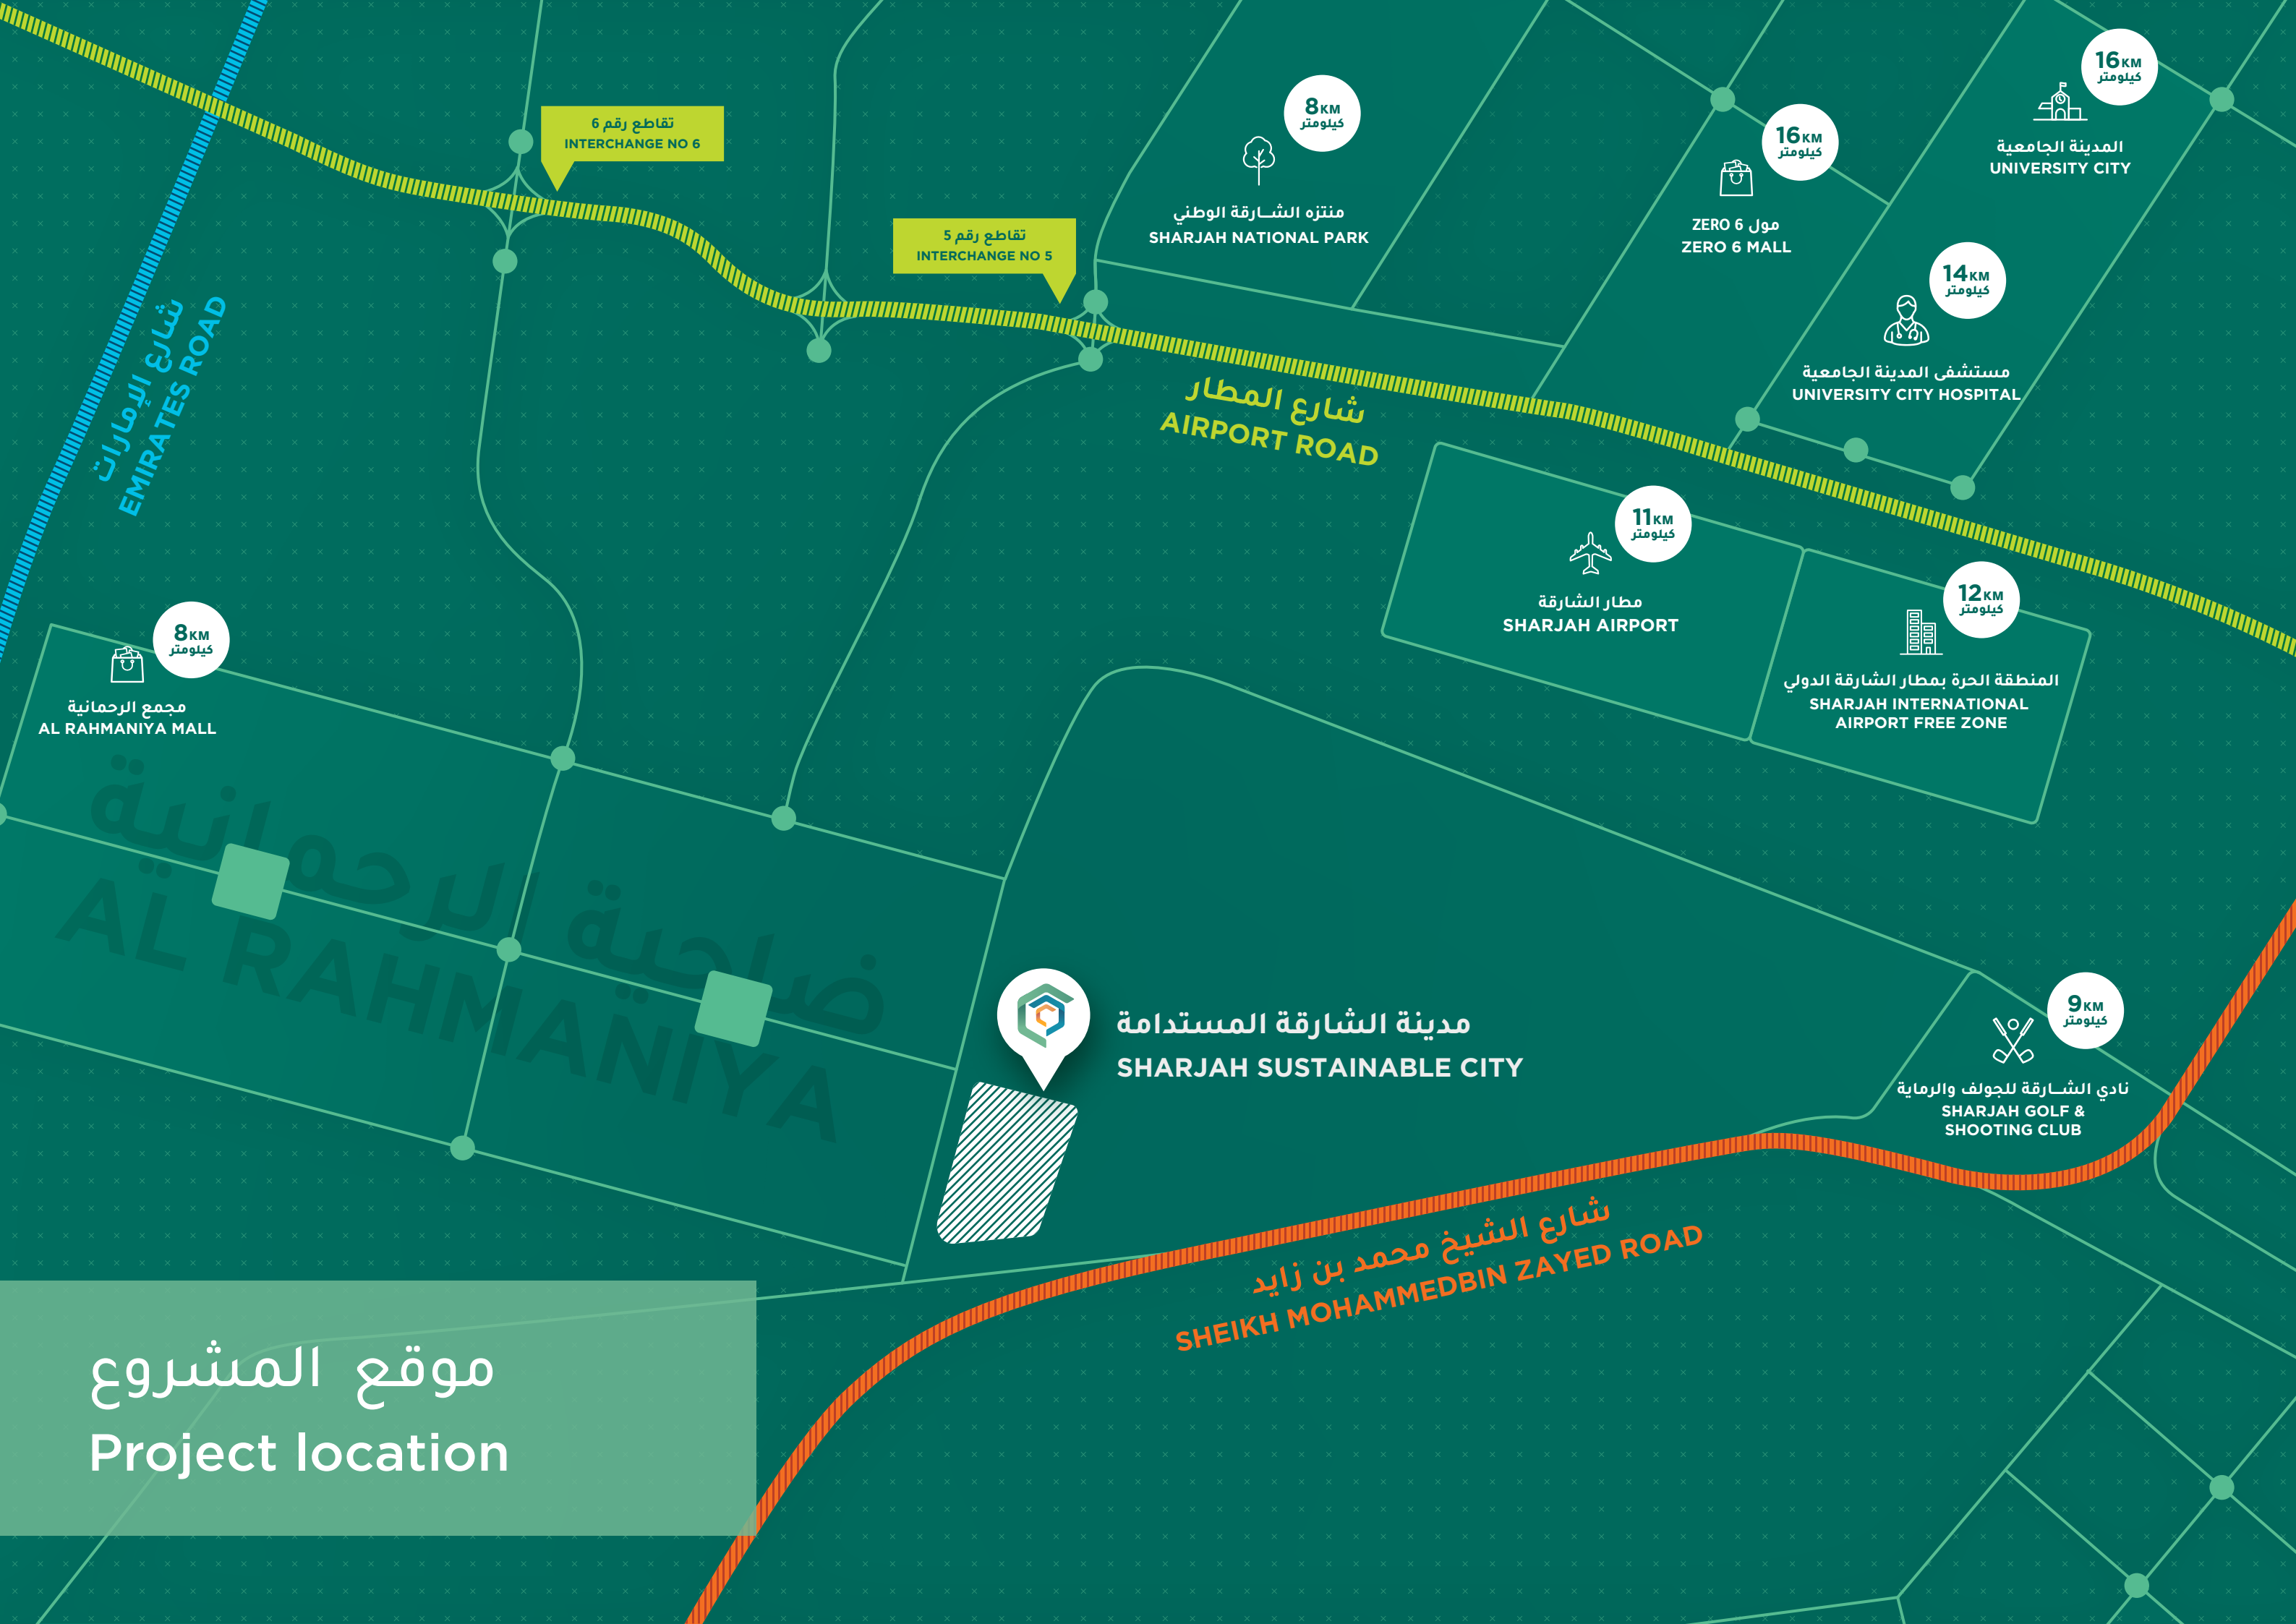 16KM
كيلومتر
المدينة الجامعية
UNIVERSITY CITY
8KM
كيلومتر
منتزه الشـارقة الوطني
SHARJAH NATIONAL PARK
16KM
كيلومتر
مول ZERO 6
ZERO 6 MALL
تقاطع رقم 6
INTERCHANGE NO 6
تقاطع رقم 5
INTERCHANGE NO 5
14KM
كيلومتر
مستشفى المدينة الجامعية
UNIVERSITY CITY HOSPITAL
شارع الإمارات
EMIRATES ROAD
شارع المطار
AIRPORT ROAD
11KM
كيلومتر
مطار الشارقة
SHARJAH AIRPORT
12KM
كيلومتر
المنطقة الحرة بمطار الشارقة الدولي
SHARJAH INTERNATIONAL
AIRPORT FREE ZONE
8KM
كيلومتر
مجمع الرحمانية
AL RAHMANIYA MALL
ضاحية الرحمانية
AL RAHMANIYA
مدينة الشارقة المستدامة
SHARJAH SUSTAINABLE CITY
9KM
كيلومتر
نادي الشـارقة للجولف والرماية
SHARJAH GOLF &
SHOOTING CLUB
شارع الشيخ محمد بن زايد
SHEIKH MOHAMMEDBIN ZAYED ROAD
موقع المشروع
Project location